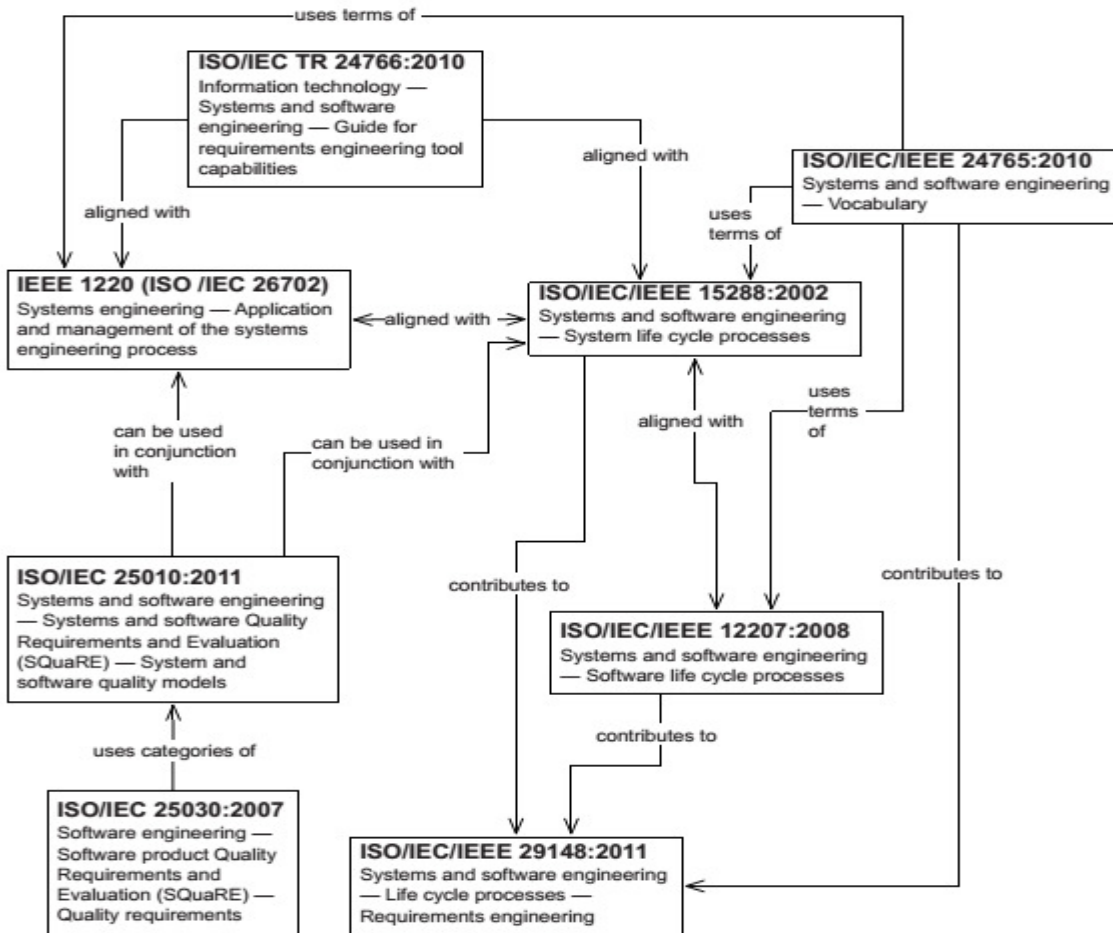 uses terms of
ISO/IEC TR 24766:2010
Information technology —
Systems and software
engineering — Guide for
requirements engineering tool
capabilities
aligned with
aligned with
ISO/IEC/IEEE 24765:2010
Systems and software engineering
— Vocabulary
uses
terms of
IEEE 1220 (ISO /IEC 26702)
Systems engineering — Application
and management of the systems
engineering process
aligned with
ISO/IEC/IEEE 15288:2002
Systems and software engineering
— System life cycle processes
can be used
in conjunction
with
can be used in
conjunction with
aligned with
uses
terms
of
ISO/IEC 25010:2011
Systems and software engineering
— Systems and software Quality
Requirements and Evaluation
(SQuaRE) — System and
software quality models
contributes to
contributes to
ISO/IEC/IEEE 12207:2008
Systems and software engineering
— Software life cycle processes
uses categories of
contributes to
ISO/IEC 25030:2007
Software engineering —
Software product Quality
Requirements and
Evaluation (SQuaRE) —
Quality requirements
ISO/IEC/IEEE 29148:2011
Systems and software engineering
— Life cycle processes —
Requirements engineering